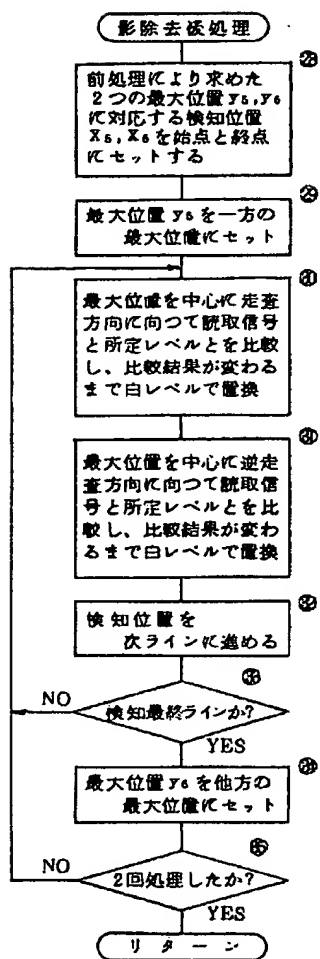 影除去後処理
㉘
前処理により求めた
2つの最大位置y5,y6
に対応する検知位置
X5,X6を始点と終点
にセットする
㉙
最大位置y5を一方の
最大位置にセット
最大位置を中心に走査
方向に向つて読取信号
と所定レベルとを比較
し、比較結果が変わる
まで白レベルで置換
最大位置を中心に逆走
査方向に向つて読取信
号と所定レベルとを比
較し、比較結果が変わ
るまで白レベルで置換
㉜
検知位置を
次ラインに進める
NO
検知最終ラインか?
YES
最大位置y6を他方の
最大位置にセット
NO
2回処理したか?
YES
リターン